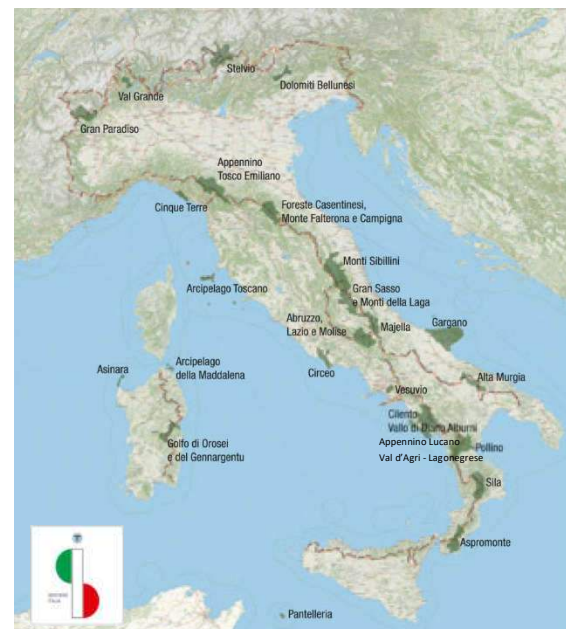 Stelvio
Val Grande
Dolomiti Bellunesi
Gran Paradiso
Appennino
Tosco Emiliano
Cinque Terre
Foreste Casentinesi,
Monte Falterona e Campigna
Monti Sibillini
Arcipelago Toscano
Gran Sasso
e Monti della Laga
Abruzzo,
Lazio e Molise
Majella
Gargano
Circeo
Asinara
Arcipelago
della Maddalena
Vesuvio
Alta Murgia
Cilento
Vallo di Diano Alburni
Appennino Lucano
Val d'Agri - Lagonegrese
Pollino
Golfo di Orosei
e del Gennargentu
Sila
Aspromonte
SENTIERO
ITALIA
Pantelleria